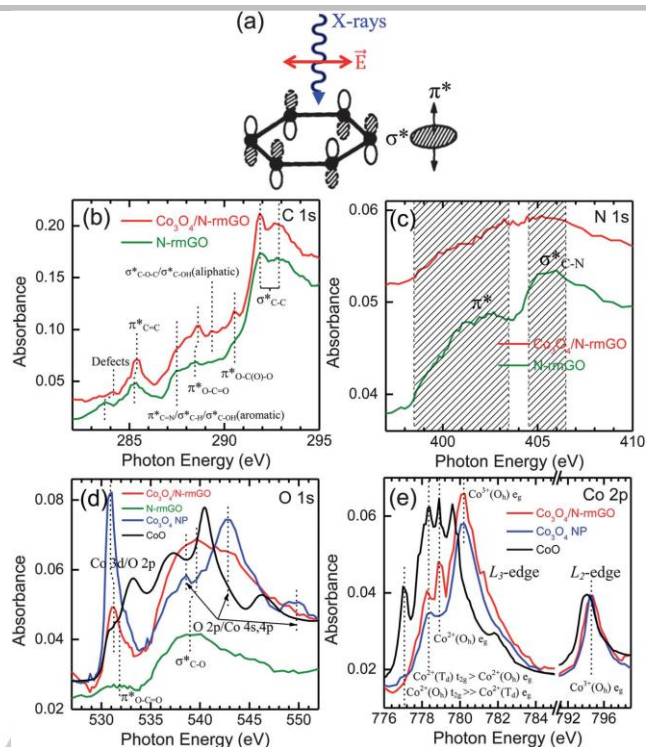 (a)
X-rays
E
π*
σ*
(b)
C 1s
Co3O4/N-rmGO
N-rmGO
σ*C-O-C/σ*C-OH(aliphatic)
σ*C-C
π*C=C
Defects
π*O-C(O)-O
π*O-C=O
π*C=N/σ*C-H/σ*C-OH(aromatic)
Absorbance
0.20
0.15
0.10
0.05
285
290
295
Photon Energy (eV)
(c)
N 1s
σ*C-N
π*
Co3O4/N-rmGO
N-rmGO
Absorbance
0.06
0.05
0.04
400
405
410
Photon Energy (eV)
(d)
O 1s
Co3O4/N-rmGO
N-rmGO
Co3O4 NP
CoO
Co 3d/O 2p
O 2p/Co 4s,4p
σ*C-O
π*O-C=O
Absorbance
0.08
0.06
0.04
0.02
530
540
550
Photon Energy (eV)
(e)
Co 2p
Co3+(Oh) eg
Co3O4/N-rmGO
Co3O4 NP
CoO
L3-edge
L2-edge
Co2+(Oh) eg
Co2+(Td) t2g > Co2+(Oh) eg
Co2+(Oh) t2g >> Co2+(Td) eg
Co3+(Oh) eg
Absorbance
0.06
0.04
0.02
776
778
780
782
784
792
796
Photon Energy (eV)